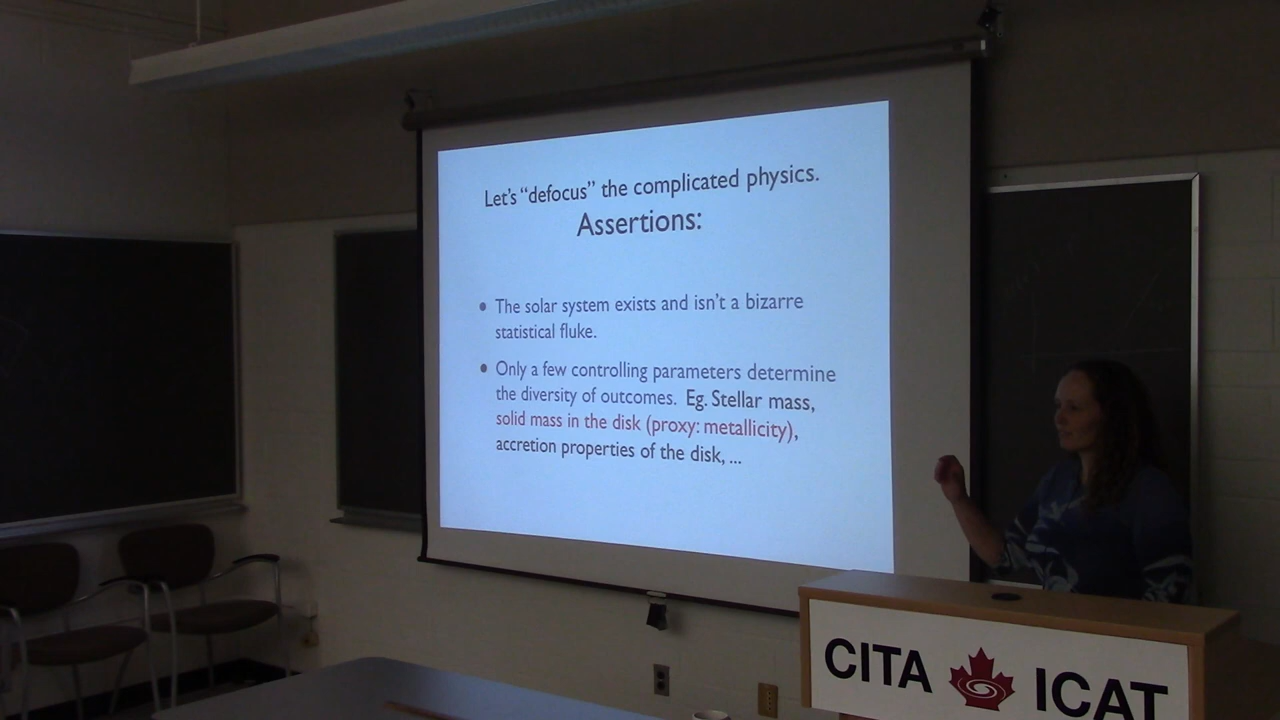 Let's "defocus" the complicated physics.
Assertions:
• The solar system exists and isn't a bizarre
statistical fluke.
• Only a few controlling parameters determine
the diversity of outcomes. Eg. Stellar mass,
solid mass in the disk (proxy: metallicity),
accretion properties of the disk, ...
CITA ICAT